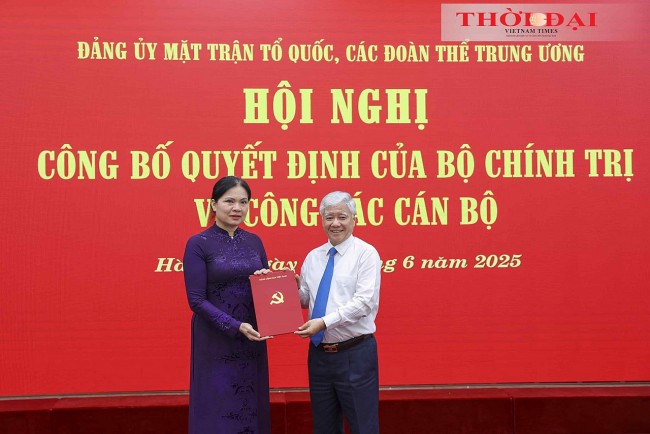 THỜI ĐẠI
VIETNAM TIMES
ĐẢNG ỦY MẶT TRẬN TỔ QUỐC, CÁC ĐOÀN THỂ TRUNG ƯƠNG
HỘI NGHỊ
CÔNG BỐ QUYẾT ĐỊNH CỦA BỘ CHÍNH TRỊ
CÔNG CÁN BỘ
6 năm 2025